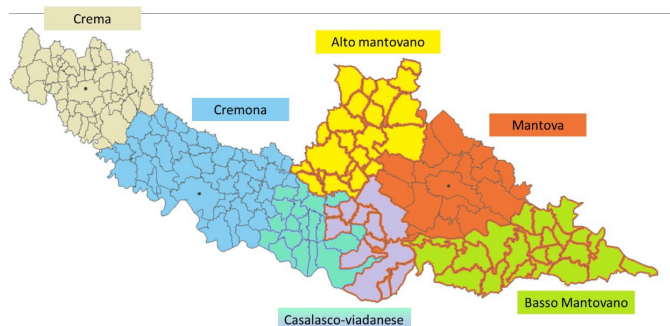 Crema
Alto mantovano
Cremona
Mantova
Basso Mantovano
Casalasco-viadanese